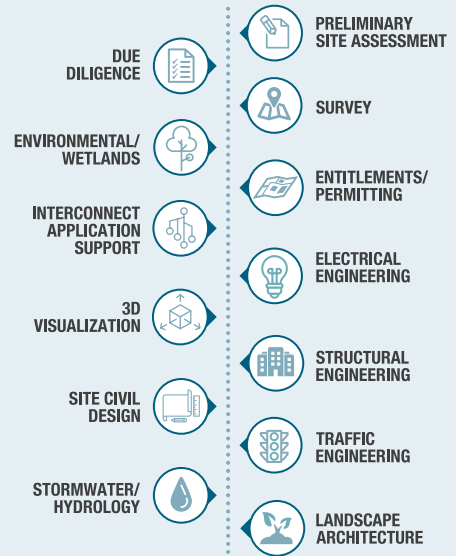 PRELIMINARY
SITE ASSESSMENT
DUE
DILIGENCE
SURVEY
ENVIRONMENTAL/
WETLANDS
ENTITLEMENTS/
PERMITTING
INTERCONNECT
APPLICATION
SUPPORT
ELECTRICAL
ENGINEERING
3D
VISUALIZATION
STRUCTURAL
ENGINEERING
SITE CIVIL
DESIGN
TRAFFIC
ENGINEERING
STORMWATER/
HYDROLOGY
LANDSCAPE
ARCHITECTURE